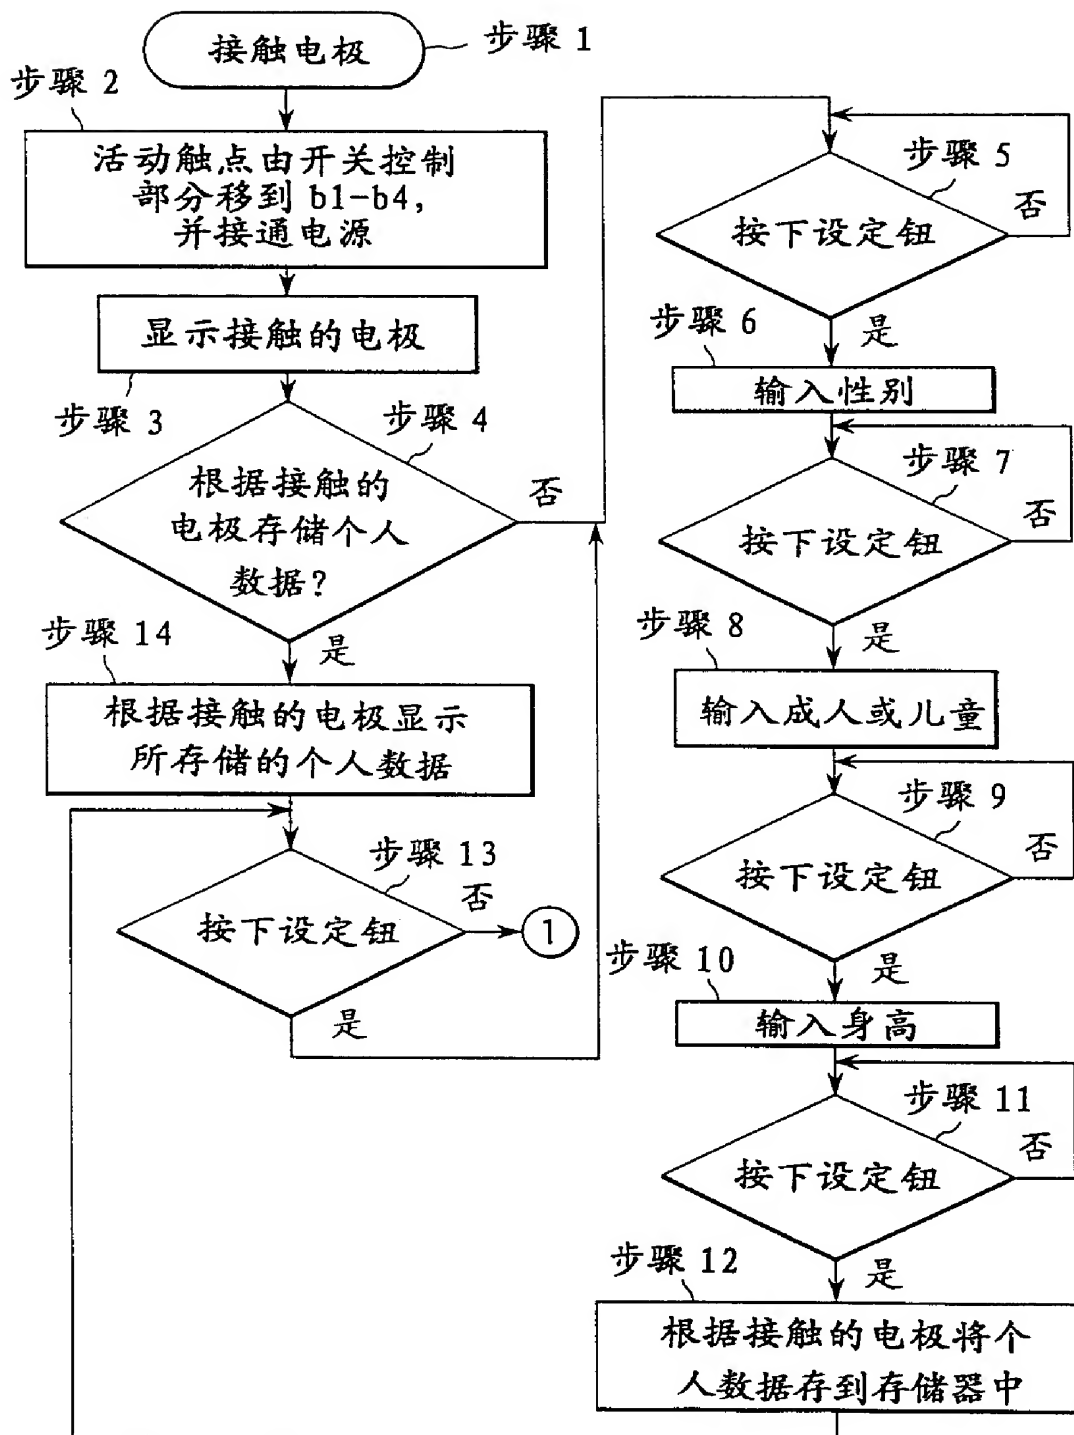 接触电极
步骤 1
步骤 2
活动触点由开关控制
部分移到 b1-b4,
并接通电源
显示接触的电极
步骤 3
步骤 4
根据接触的
电极存储个人
数据?
否
是
步骤 14
根据接触的电极显示
所存储的个人数据
步骤 13
按下设定钮
否
1
是
步骤 5
按下设定钮
否
是
步骤 6
输入性别
步骤 7
按下设定钮
否
是
步骤 8
输入成人或儿童
步骤 9
按下设定钮
否
是
步骤 10
输入身高
步骤 11
按下设定钮
否
是
步骤 12
根据接触的电极将个
人数据存到存储器中